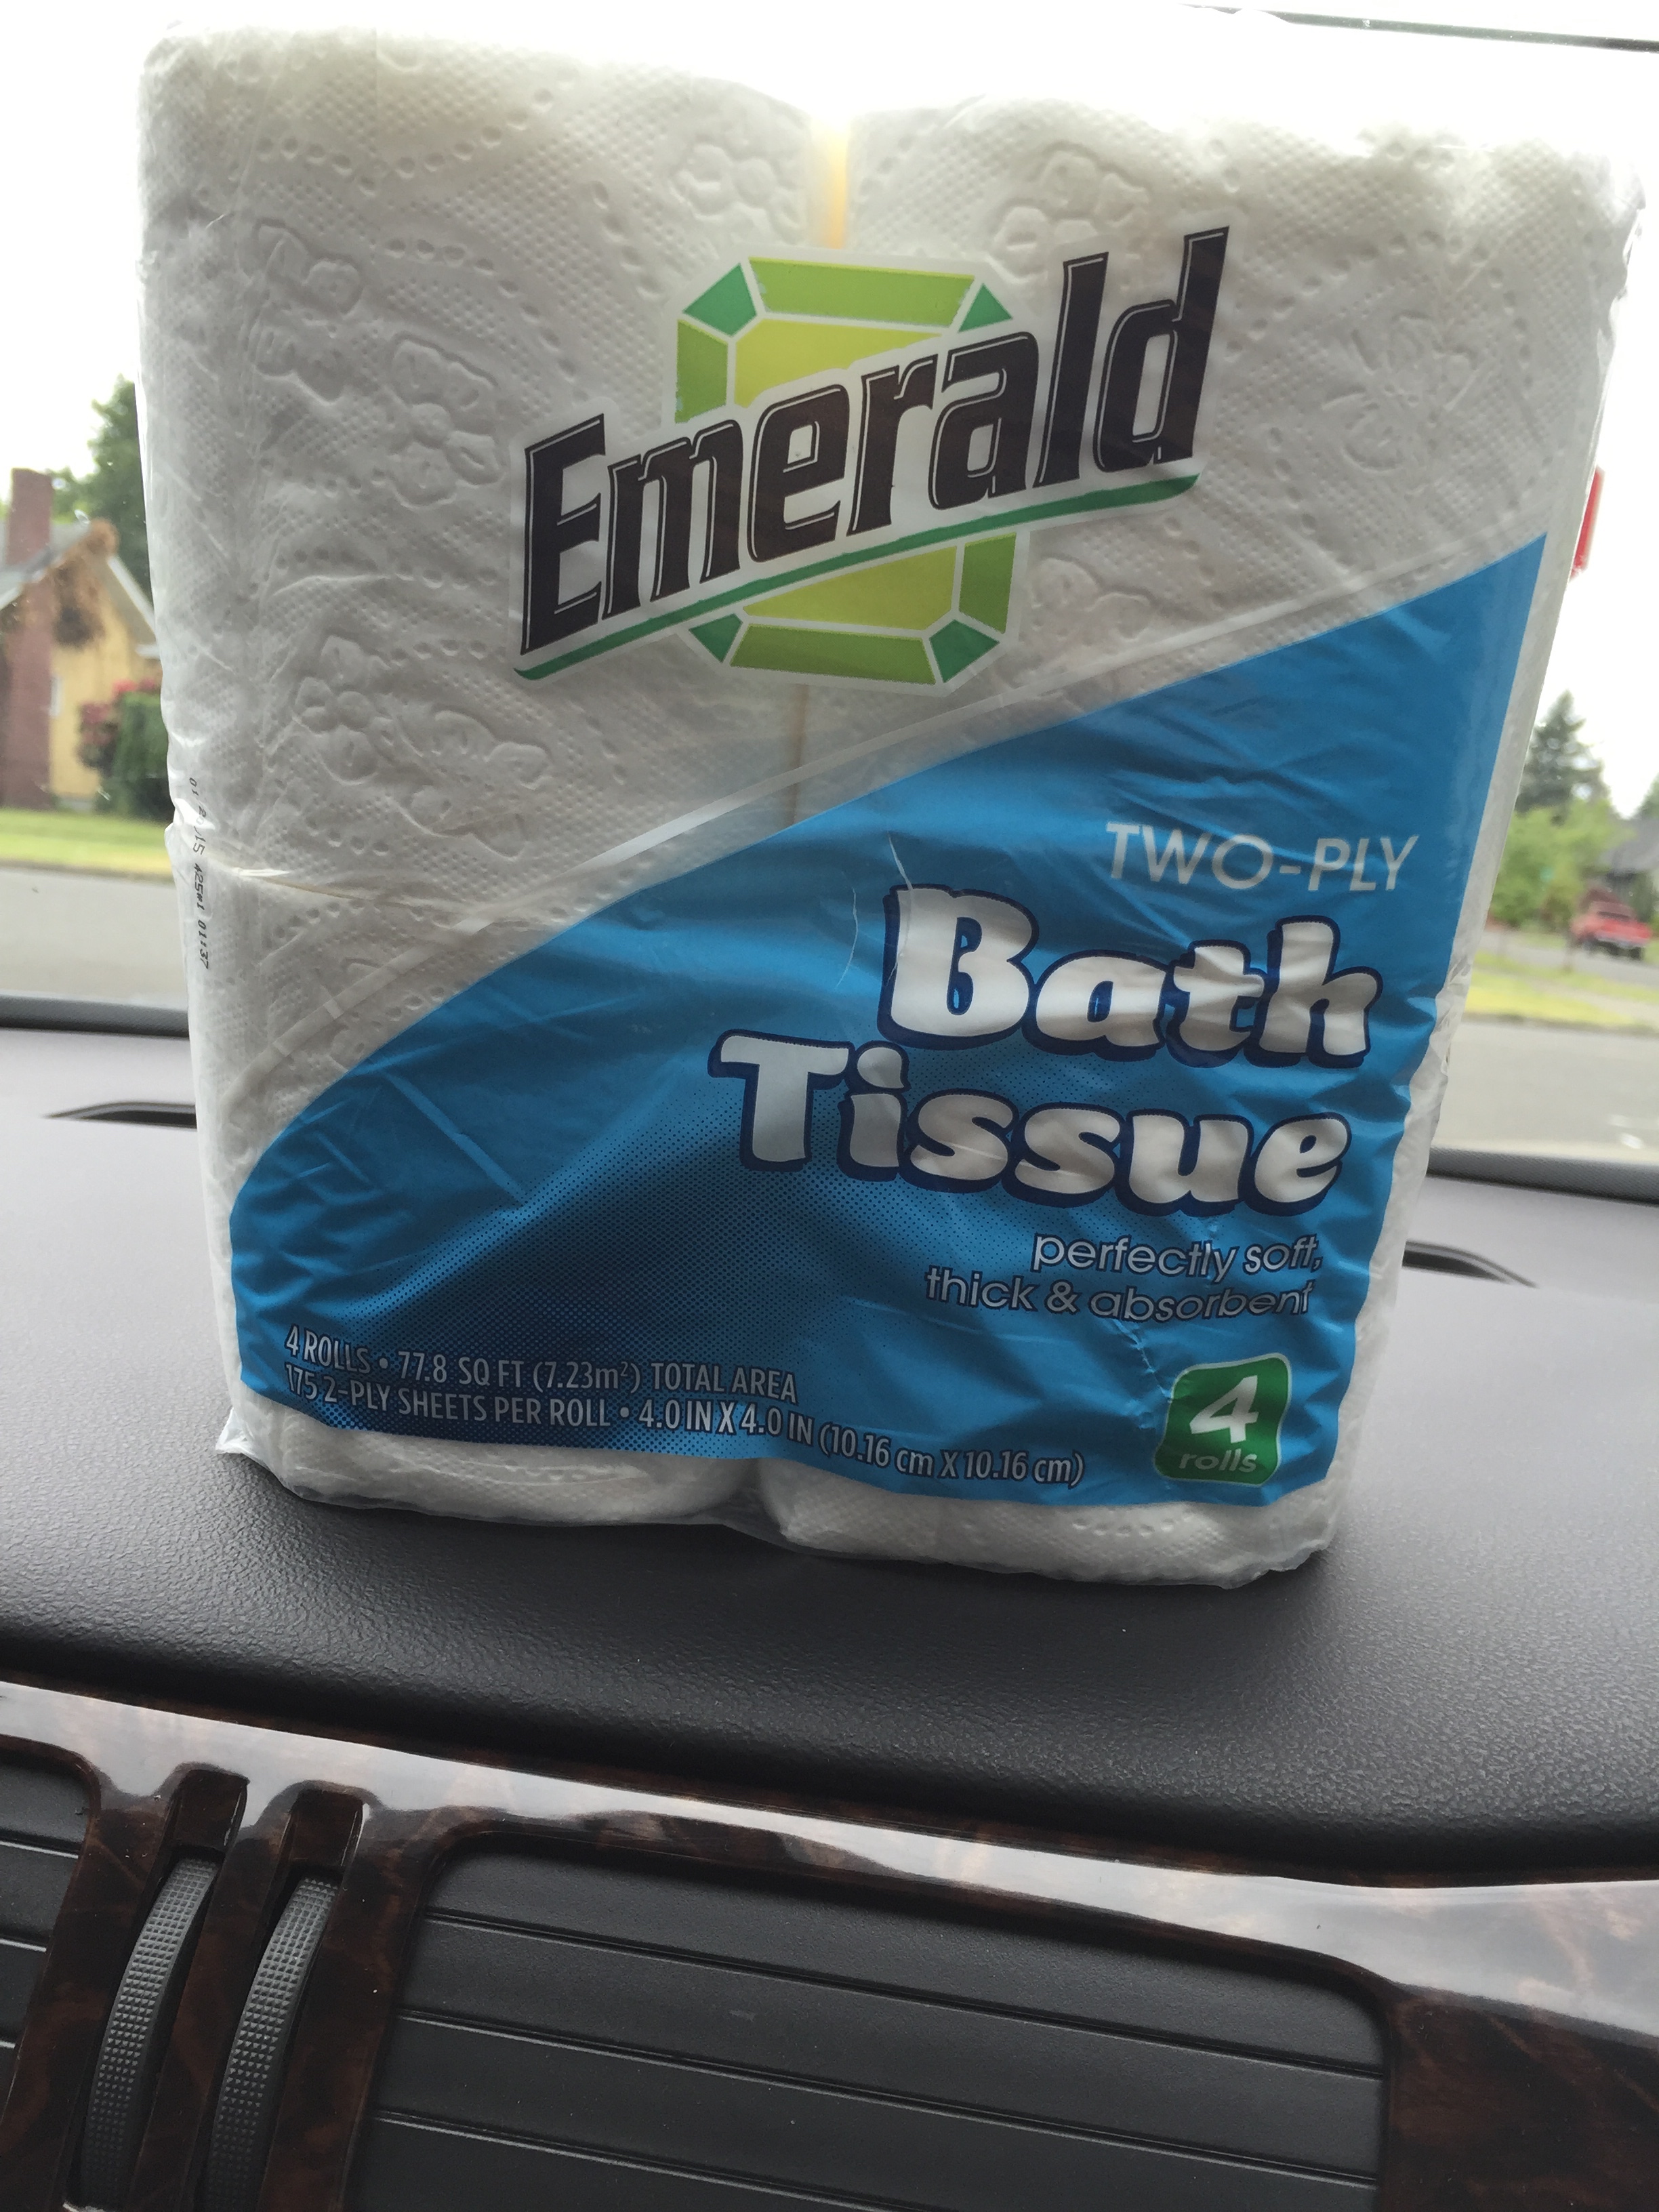 Emerald
TWO-PLY
Bath
Tissue
perfectly soft,
thick & absorbent
4 ROLLS • 77.8 SQ FT (7.23m²) TOTAL AREA
175 2-PLY SHEETS PER ROLL • 4.0 IN X 4.0 IN (10.16 cm X 10.16 cm)
4
rolls
01:37